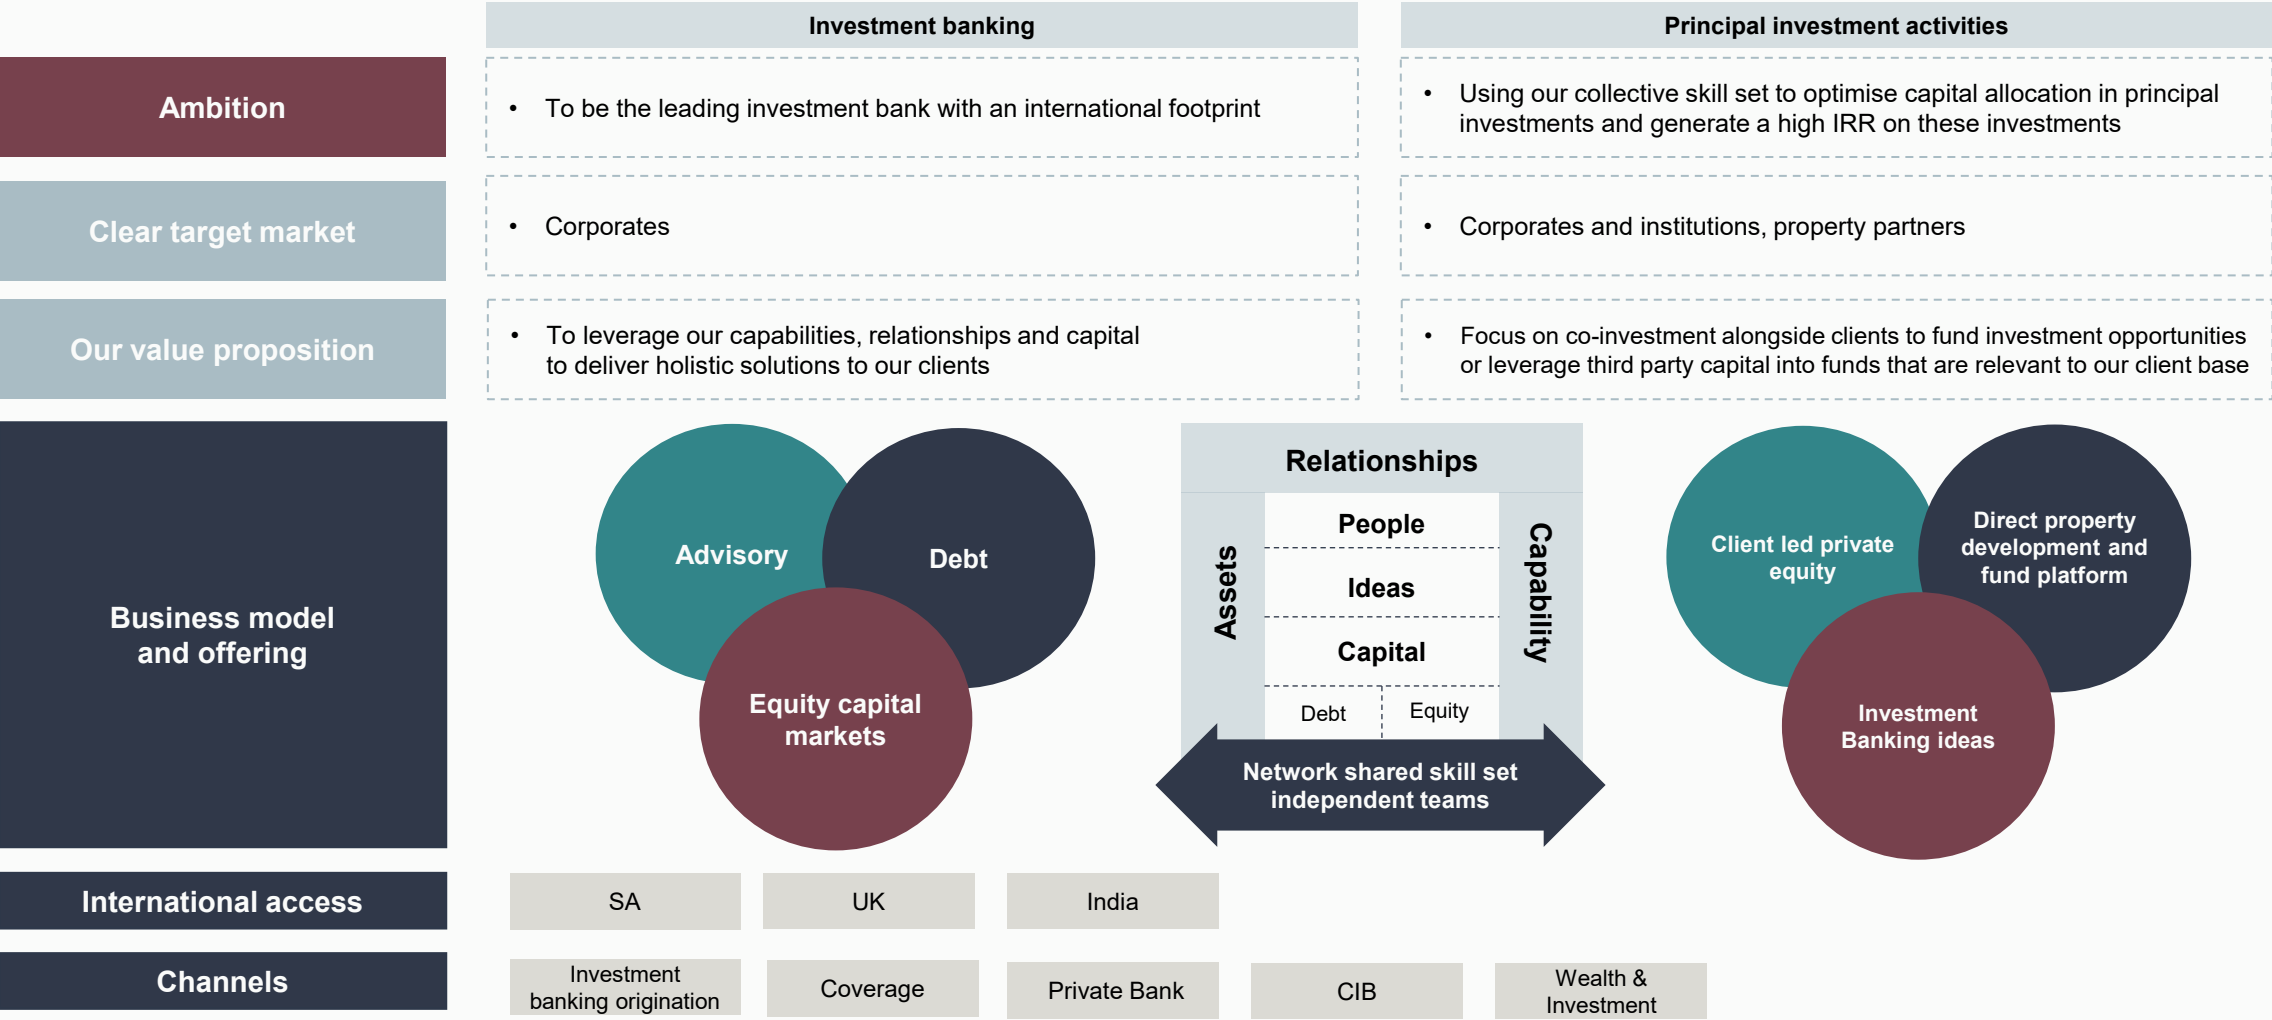 Investment banking
Principal investment activities
Ambition
• To be the leading investment bank with an international footprint
• Using our collective skill set to optimise capital allocation in principal
investments and generate a high IRR on these investments
Clear target market
• Corporates
• Corporates and institutions, property partners
Our value proposition
• To leverage our capabilities, relationships and capital
to deliver holistic solutions to our clients
• Focus on co-investment alongside clients to fund investment opportunities
or leverage third party capital into funds that are relevant to our client base
Business model
and offering
Advisory
Debt
Equity capital
markets
Relationships
Assets
People
Ideas
Capital
Debt
Equity
Capability
Network shared skill set
independent teams
Client led private
equity
Direct property
development and
fund platform
Investment
Banking ideas
International access
SA
UK
India
Channels
Investment
banking origination
Coverage
Private Bank
CIB
Wealth &
Investment